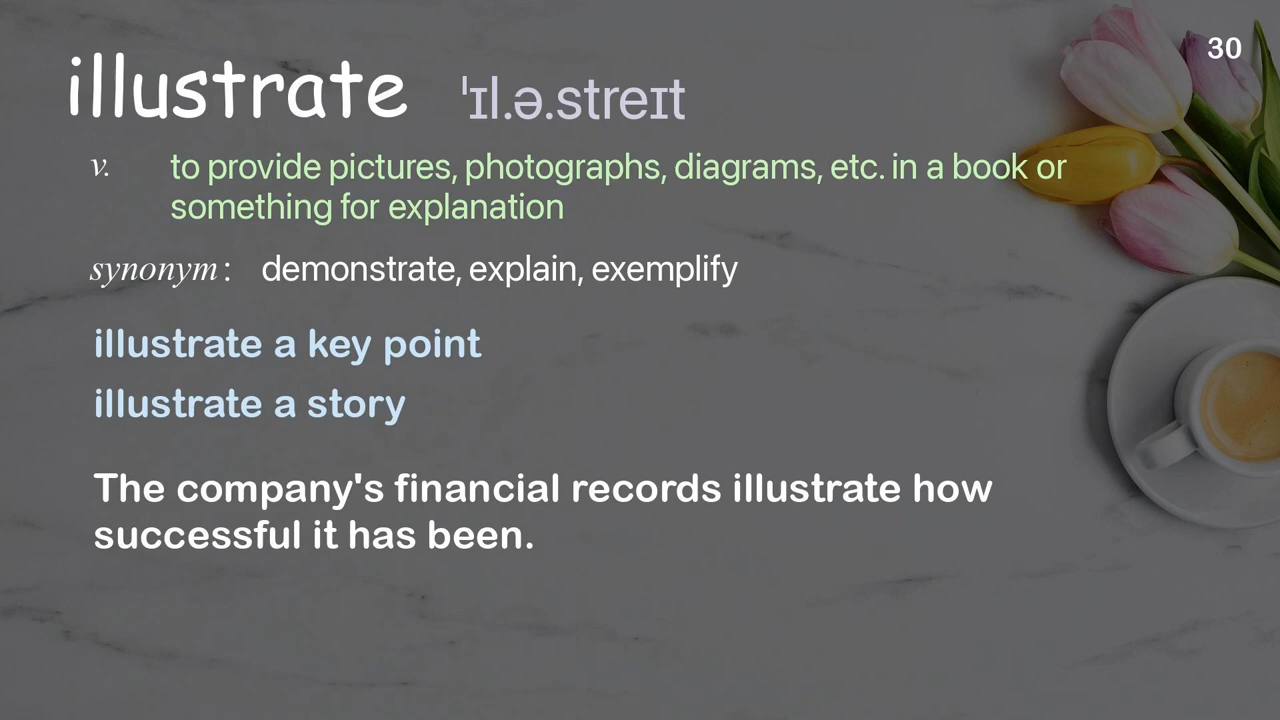 30
illustrate ˈɪl.ə.streɪt
v. to provide pictures, photographs, diagrams, etc. in a book or
something for explanation
synonym : demonstrate, explain, exemplify
illustrate a key point
illustrate a story
The company's financial records illustrate how
successful it has been.